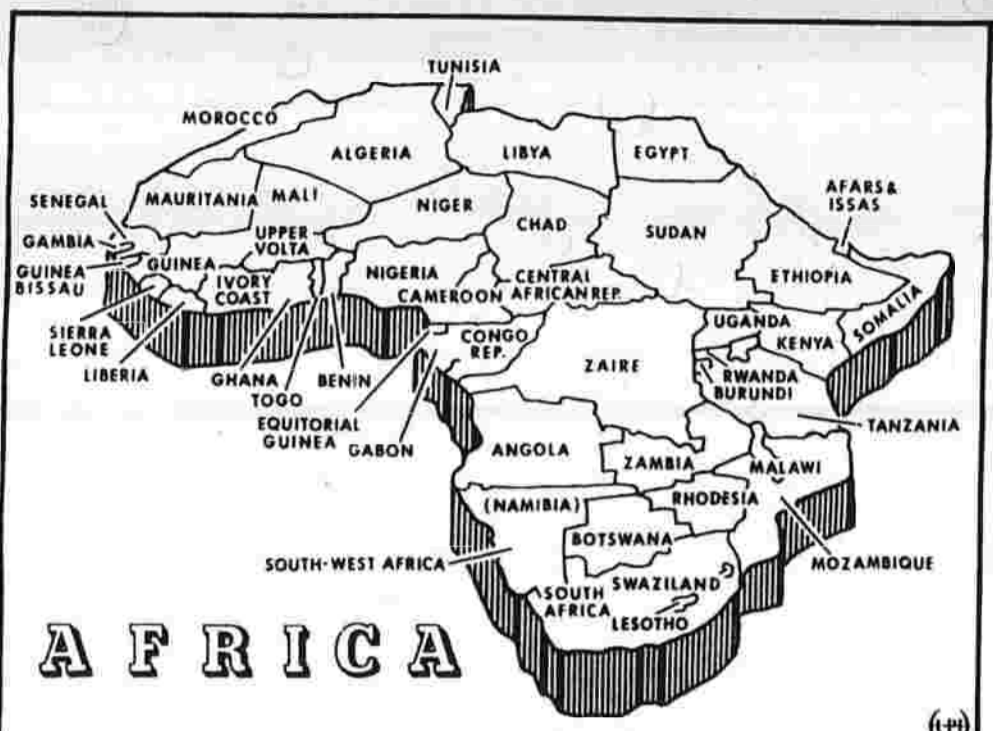 TUNISIA
MOROCCO
ALGERIA
LIBYA
EGYPT
MAURITANIA
MALI
NIGER
CHAD
SUDAN
AFARS &
ISSAS
SENEGAL
GAMBIA
GUINEA
BISSAU
GUINEA
UPPER
VOLTA
IVORY
COAST
NIGERIA
CAMEROON
CENTRAL
AFRICAN REP.
ETHIOPIA
SOMALIA
SIERRA
LEONE
LIBERIA
GHANA
TOGO
BENIN
EQUITORIAL
GUINEA
GABON
CONGO
REP.
ZAIRE
UGANDA
KENYA
RWANDA
BURUNDI
TANZANIA
ANGOLA
ZAMBIA
MALAWI
(NAMIBIA)
RHODESIA
BOTSWANA
SOUTH-WEST AFRICA
MOZAMBIQUE
SWAZILAND
SOUTH
AFRICA
LESOTHO
AFRICA